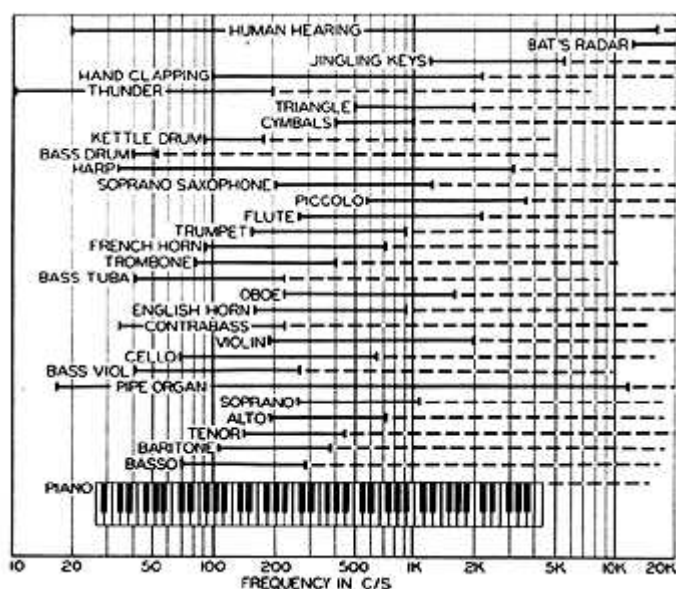 HUMAN HEARING
BAT'S RADAR
JINGLING KEYS
HAND CLAPPING
THUNDER
TRIANGLE
CYMBALS
KETTLE DRUM
BASS DRUM
HARP
SOPRANO SAXOPHONE
PICCOLO
FLUTE
TRUMPET
FRENCH HORN
TROMBONE
BASS TUBA
OBOE
ENGLISH HORN
CONTRABASS
VIOLIN
CELLO
BASS VIOL
PIPE ORGAN
SOPRANO
ALTO
TENOR
BARITONE
BASSO
PIANO
10 20 50 100 200 500 1K 2K 5K 10K 20K
FREQUENCY IN C/S